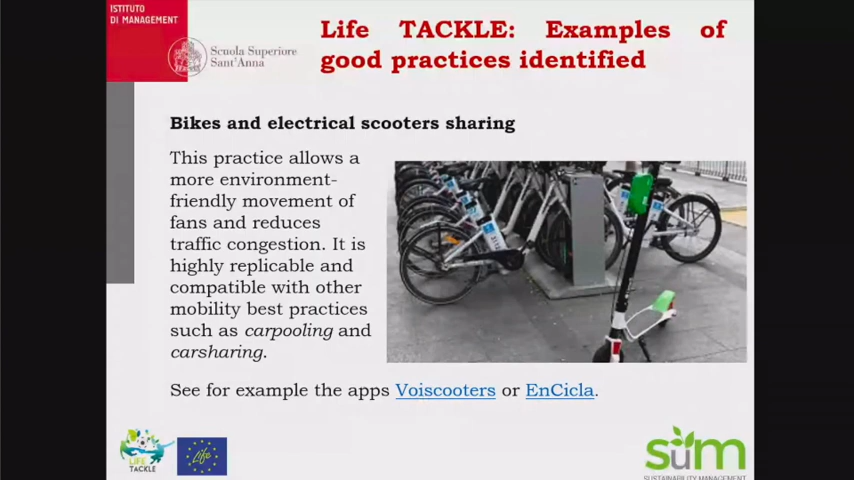 ISTITUTO
DI MANAGEMENT
Scuola Superiore
Sant'Anna
Life TACKLE: Examples of
good practices identified
Bikes and electrical scooters sharing
This practice allows a
more environment-
friendly movement of
fans and reduces
traffic congestion. It is
highly replicable and
compatible with other
mobility best practices
such as carpooling and
carsharing.
See for example the apps Voiscooters or EnCicla.
LIFE
TACKLE
Life
sum
SUSTAINABILITY MANAGEMENT